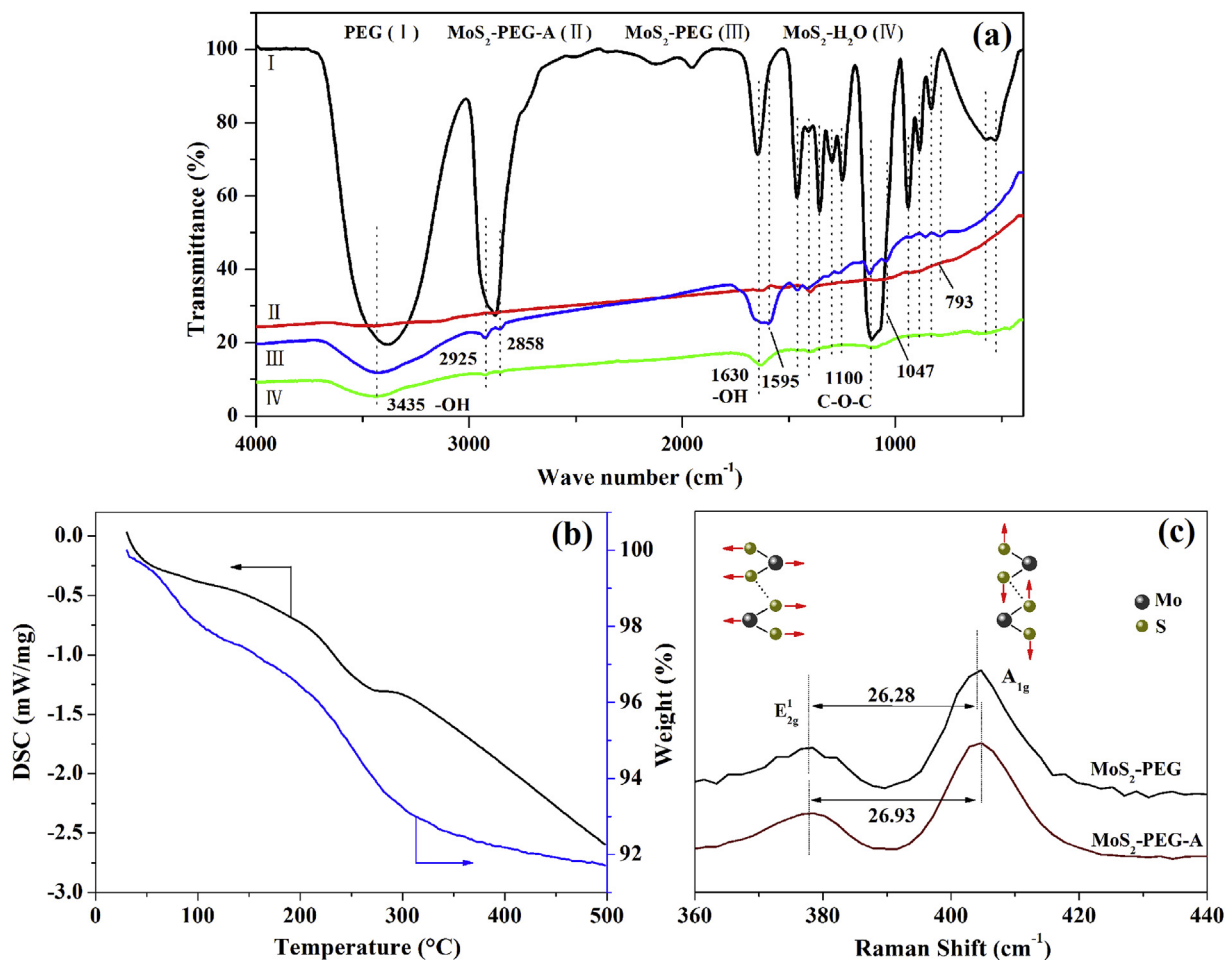 PEG (Ⅰ) MoS2-PEG-A (Ⅱ) MoS2-PEG (Ⅲ) MoS2-H2O (Ⅳ) (a)
100
80
60
40
20
0
Transmittance (%)
Ⅰ
Ⅱ
Ⅲ
Ⅳ
3435 -OH
2925
2858
1630
-OH
1595
1100
C-O-C
1047
793
4000 3000 2000 1000
Wave number (cm-1)
(b)
0.0
-0.5
-1.0
-1.5
-2.0
-2.5
-3.0
DSC (mW/mg)
100
98
96
94
92
Weight (%)
0 100 200 300 400 500
Temperature (°C)
(c)
Mo
S
E12g
26.28
A1g
MoS2-PEG
26.93
MoS2-PEG-A
360 380 400 420 440
Raman Shift (cm-1)